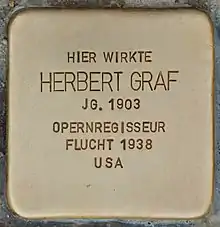 HIER WIRKTE
HERBERT GRAF
JG. 1903
OPERNREGISSEUR
FLUCHT 1938
USA